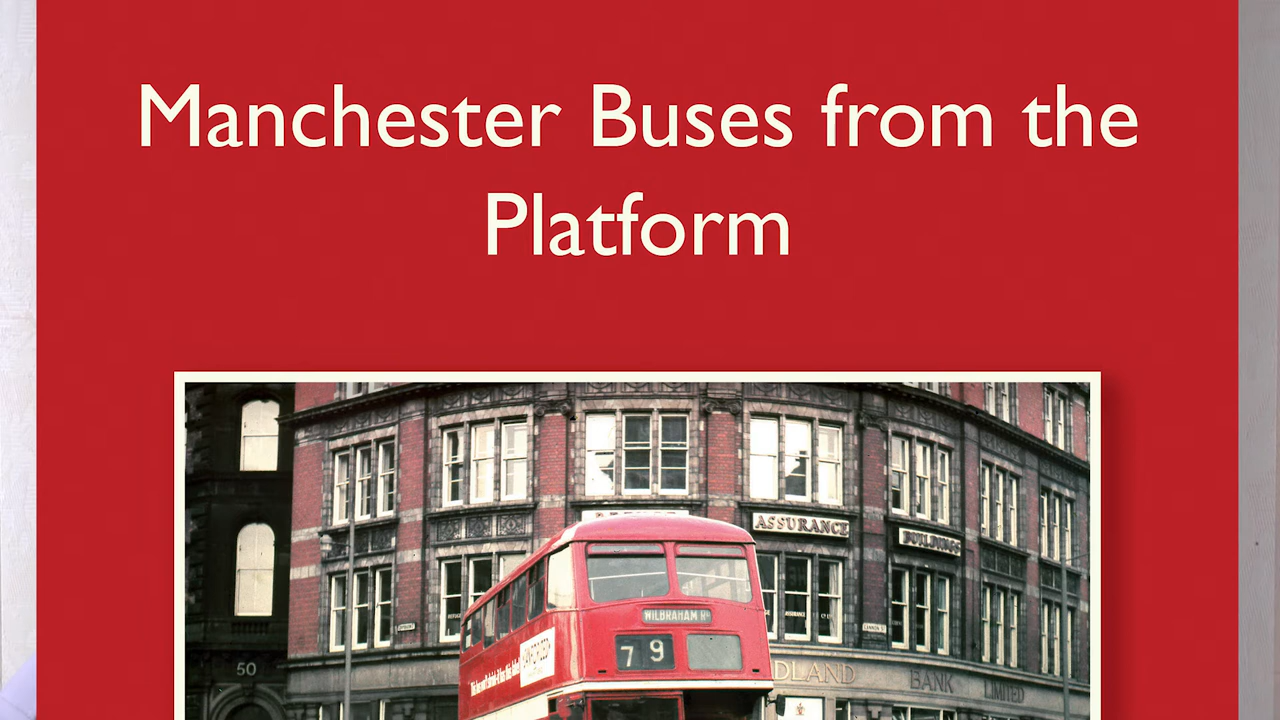 Manchester Buses from the
Platform
ASSURANCE
BUILDINGS
WILBRAHAM Rd
79
50
DLAND BANK LIMITED